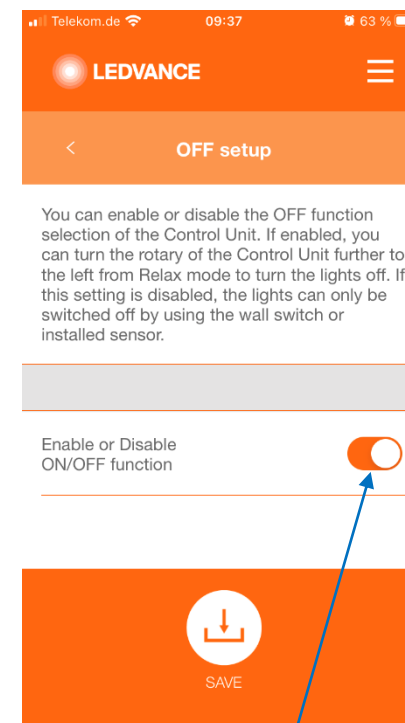 Telekom.de 09:37 63 %
LEDVANCE
OFF setup
You can enable or disable the OFF function
selection of the Control Unit. If enabled, you
can turn the rotary of the Control Unit further to
the left from Relax mode to turn the lights off. If
this setting is disabled, the lights can only be
switched off by using the wall switch or
installed sensor.
Enable or Disable
ON/OFF function
SAVE